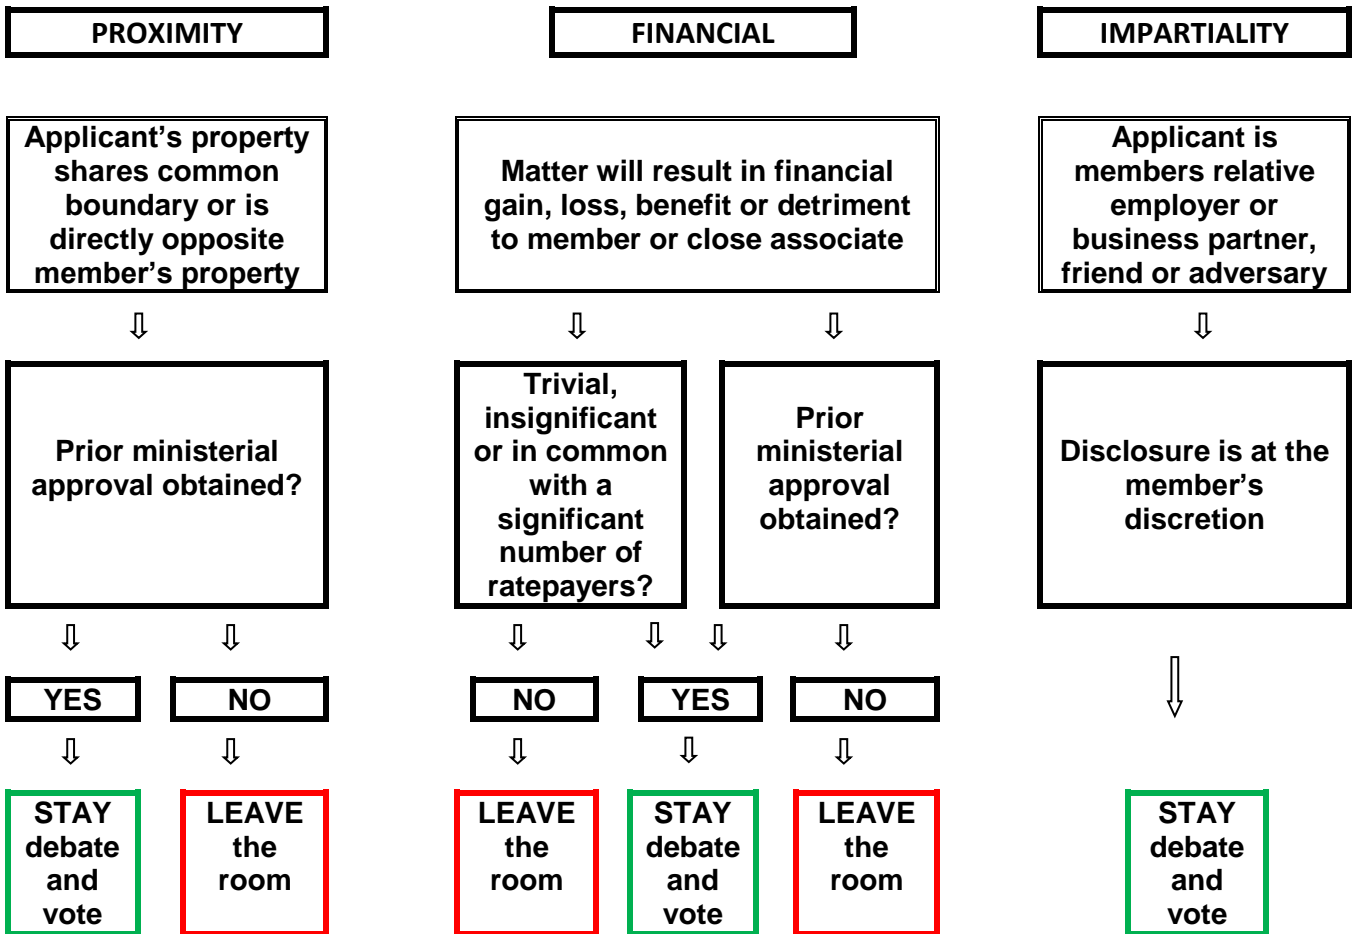 PROXIMITY
FINANCIAL
IMPARTIALITY
Applicant’s property
shares common
boundary or is
directly opposite
member’s property
Matter will result in financial
gain, loss, benefit or detriment
to member or close associate
Applicant is
members relative
employer or
business partner,
friend or adversary
Prior ministerial
approval obtained?
Trivial,
insignificant
or in common
with a
significant
number of
ratepayers?
Prior
ministerial
approval
obtained?
Disclosure is at the
member’s
discretion
YES
NO
NO
YES
NO
STAY
debate
and
vote
LEAVE
the
room
LEAVE
the
room
STAY
debate
and
vote
LEAVE
the
room
STAY
debate
and
vote